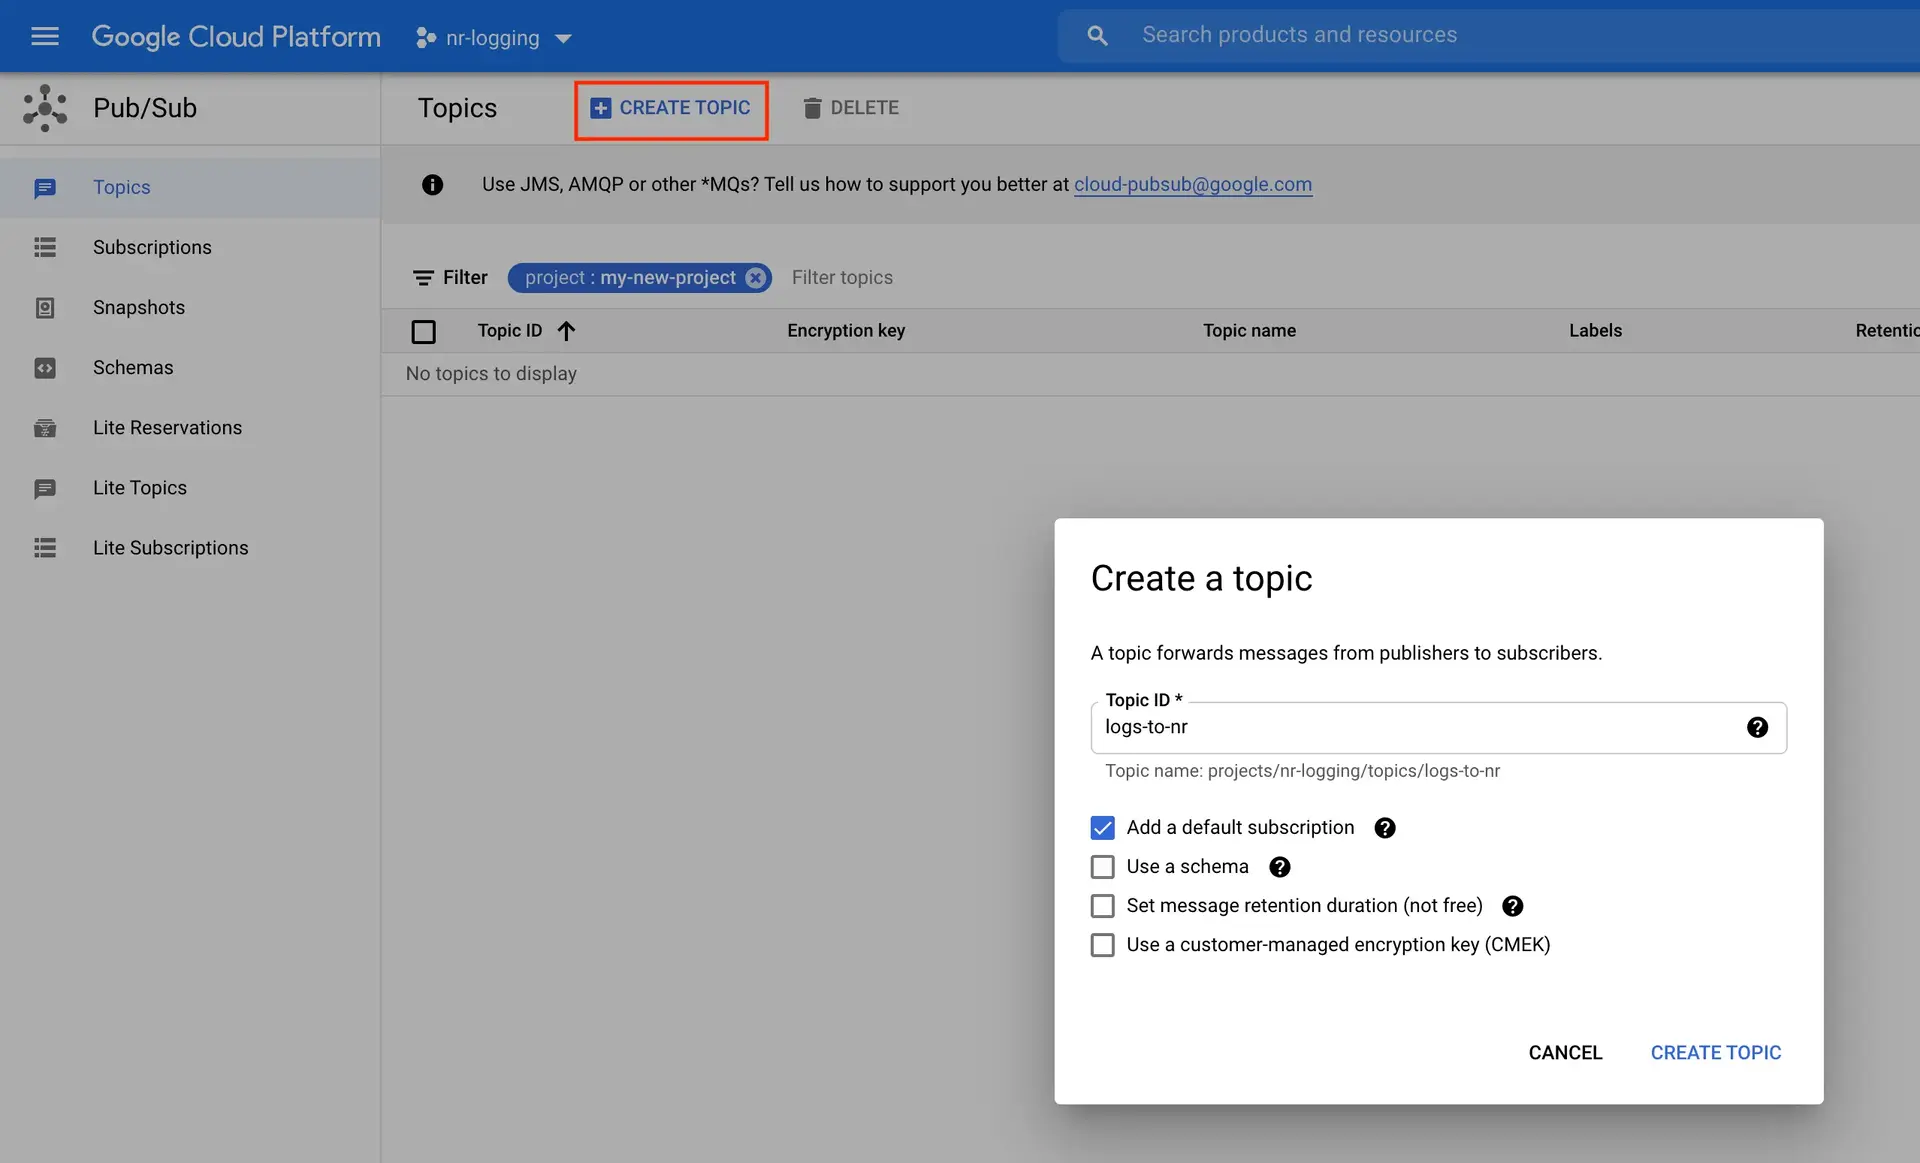 Google Cloud Platform
nr-logging
Search products and resources
Pub/Sub
Topics
CREATE TOPIC
DELETE
Topics
Subscriptions
Snapshots
Schemas
Lite Reservations
Lite Topics
Lite Subscriptions
Use JMS, AMQP or other *MQs? Tell us how to support you better at cloud-pubsub@google.com
Filter project : my-new-project Filter topics
Topic ID Encryption key Topic name Labels Retentio
No topics to display
Create a topic
A topic forwards messages from publishers to subscribers.
Topic ID *
logs-to-nr
Topic name: projects/nr-logging/topics/logs-to-nr
Add a default subscription
Use a schema
Set message retention duration (not free)
Use a customer-managed encryption key (CMEK)
CANCEL CREATE TOPIC